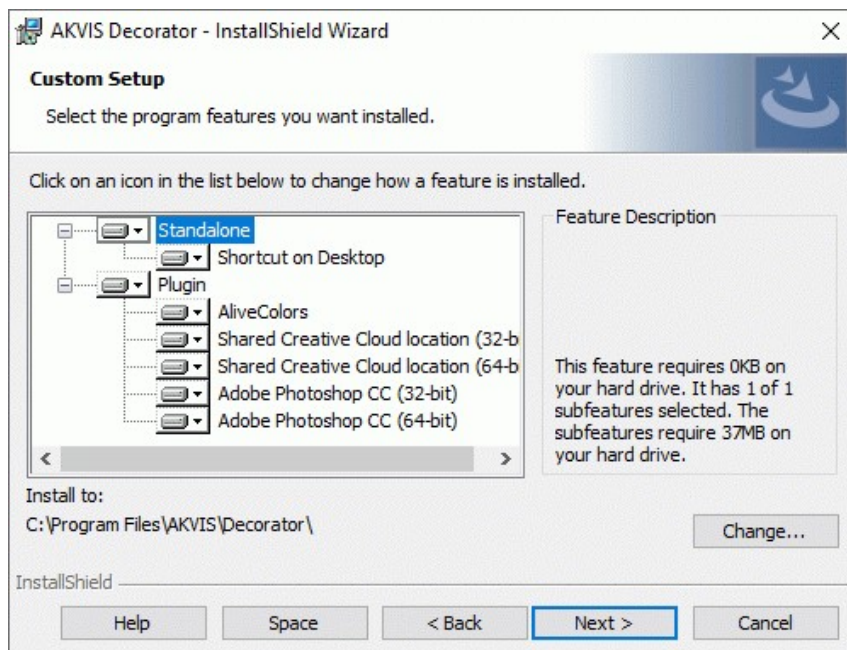 AKVIS Decorator - InstallShield Wizard
Custom Setup
Select the program features you want installed.
Click on an icon in the list below to change how a feature is installed.
Standalone
Shortcut on Desktop
Plugin
AliveColors
Shared Creative Cloud location (32-b
Shared Creative Cloud location (64-b
Adobe Photoshop CC (32-bit)
Adobe Photoshop CC (64-bit)
Feature Description
This feature requires 0KB on
your hard drive. It has 1 of 1
subfeatures selected. The
subfeatures require 37MB on
your hard drive.
Install to:
C:\Program Files\AKVIS\Decorator\
Change...
InstallShield
Help
Space
< Back
Next >
Cancel